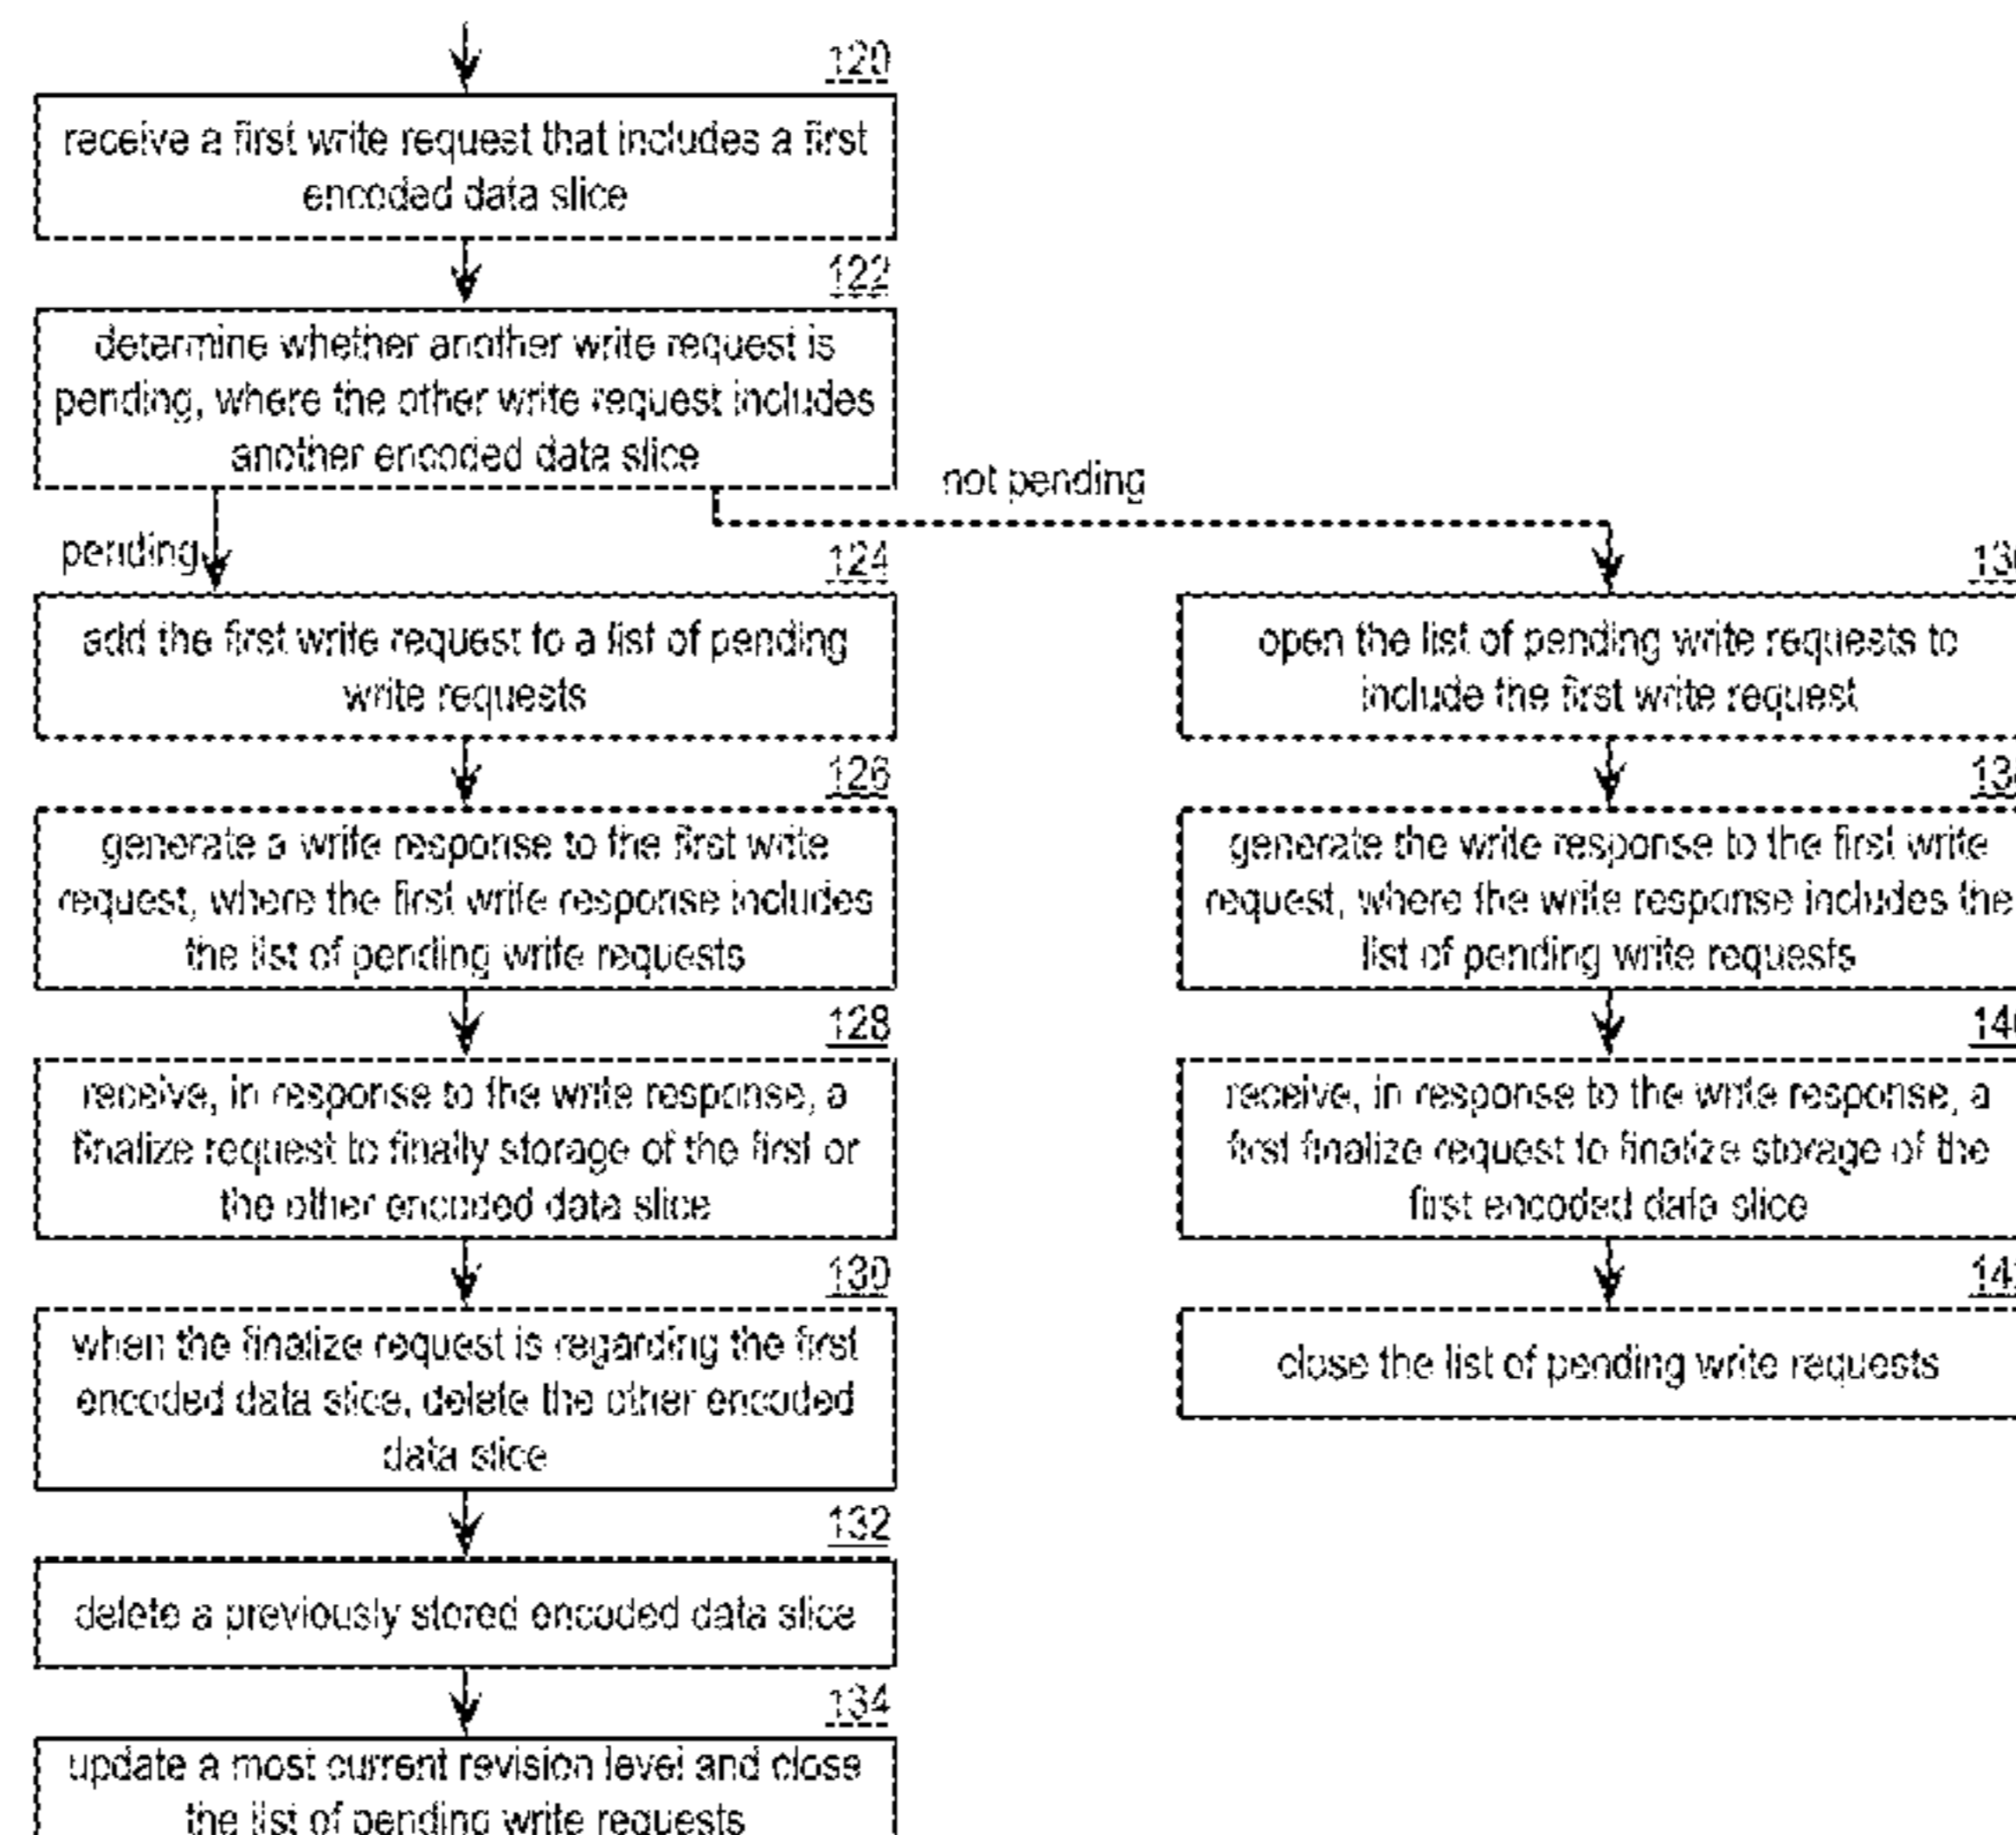 120
receive a first write request that includes a first
encoded data slice
122
determine whether another write request is
pending, where the other write request includes
another encoded data slice
not pending
pending
124
add the first write request to a list of pending
write requests
126
generate a write response to the first write
request, where the first write response includes
the list of pending write requests
128
receive, in response to the write response, a
finalize request to finally storage of the first or
the other encoded data slice
130
when the finalize request is regarding the first
encoded data slice, delete the other encoded
data slice
132
delete a previously stored encoded data slice
134
update a most current revision level and close
the list of pending write requests
open the list of pending write requests to
include the first write request
generate the write response to the first write
request, where the write response includes the
list of pending write requests
receive, in response to the write response, a
first finalize request to finalize storage of the
first encoded data slice
close the list of pending write requests